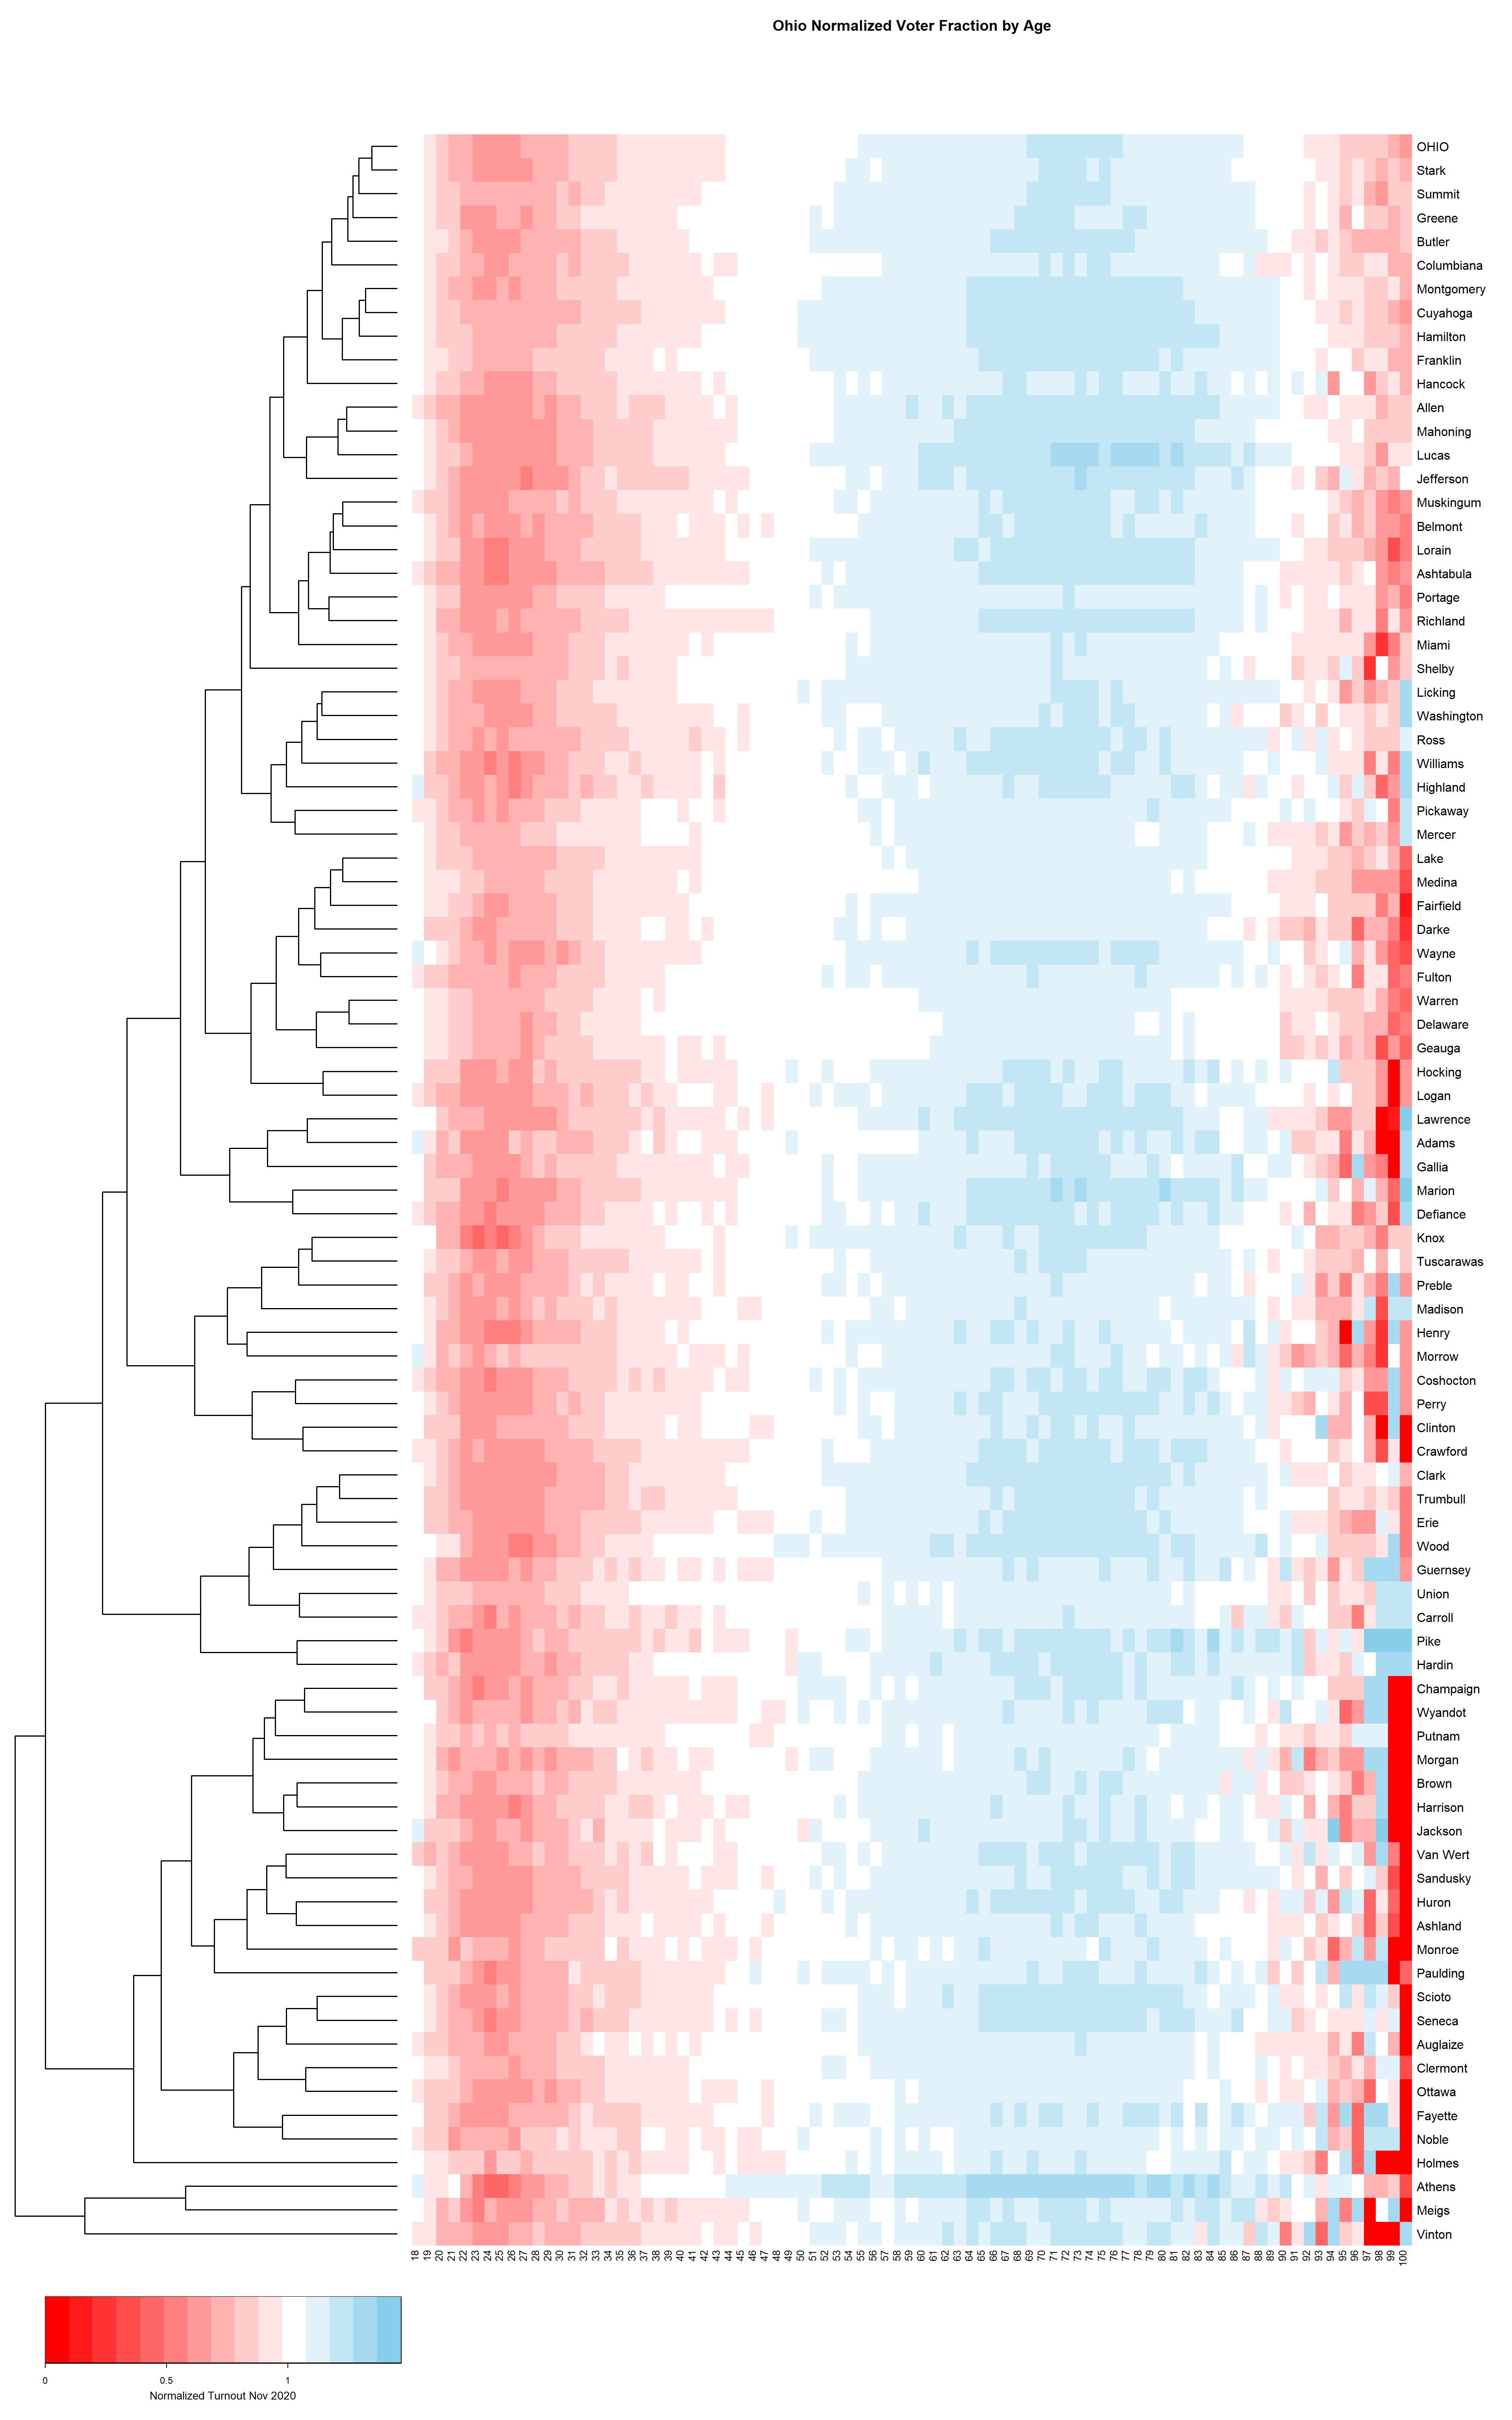 Ohio Normalized Voter Fraction by Age
OHIO
Stark
Summit
Greene
Butler
Columbiana
Montgomery
Cuyahoga
Hamilton
Franklin
Hancock
Allen
Mahoning
Lucas
Jefferson
Muskingum
Belmont
Lorain
Ashtabula
Portage
Richland
Miami
Shelby
Licking
Washington
Ross
Williams
Highland
Pickaway
Mercer
Lake
Medina
Fairfield
Darke
Wayne
Fulton
Warren
Delaware
Geauga
Hocking
Logan
Lawrence
Adams
Gallia
Marion
Defiance
Knox
Tuscarawas
Preble
Madison
Henry
Morrow
Coshocton
Perry
Clinton
Crawford
Clark
Trumbull
Erie
Wood
Guernsey
Union
Carroll
Pike
Hardin
Champaign
Wyandot
Putnam
Morgan
Brown
Harrison
Jackson
Van Wert
Sandusky
Huron
Ashland
Monroe
Paulding
Scioto
Seneca
Auglaize
Clermont
Ottawa
Fayette
Noble
Holmes
Athens
Meigs
Vinton
18 19 20 21 22 23 24 25 26 27 28 29 30 31 32 33 34 35 36 37 38 39 40 41 42 43 44 45 46 47 48 49 50 51 52 53 54 55 56 57 58 59 60 61 62 63 64 65 66 67 68 69 70 71 72 73 74 75 76 77 78 79 80 81 82 83 84 85 86 87 88 89 90 91 92 93 94 95 96 97 98 99 100
0 0.5 1
Normalized Turnout Nov 2020